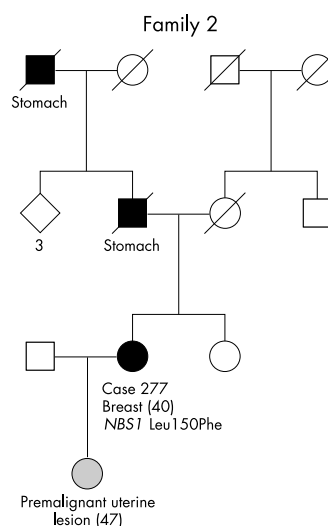 Family 2
Stomach
3
Stomach
Case 277
Breast (40)
NBS1 Leu150Phe
Premalignant uterine
lesion (47)